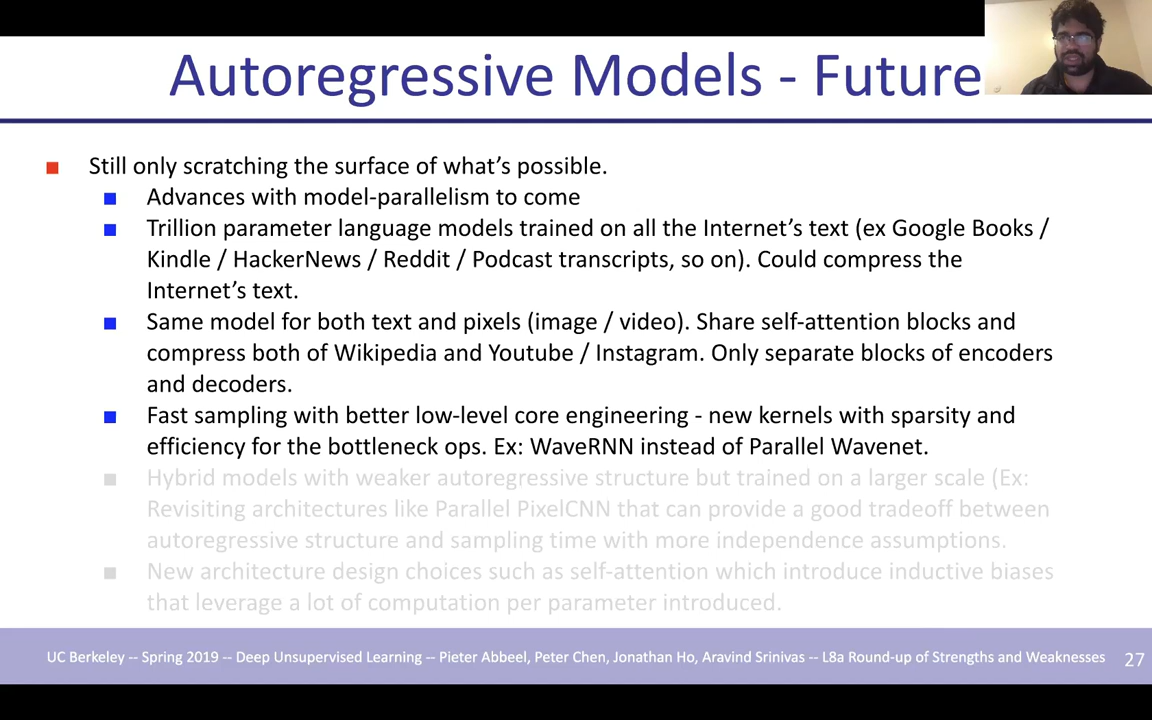 Autoregressive Models - Future
Still only scratching the surface of what's possible.
Advances with model-parallelism to come
Trillion parameter language models trained on all the Internet's text (ex Google Books /
Kindle / HackerNews / Reddit / Podcast transcripts, so on). Could compress the
Internet's text.
Same model for both text and pixels (image / video). Share self-attention blocks and
compress both of Wikipedia and Youtube / Instagram. Only separate blocks of encoders
and decoders.
Fast sampling with better low-level core engineering - new kernels with sparsity and
efficiency for the bottleneck ops. Ex: WaveRNN instead of Parallel Wavenet.
Hybrid models with weaker autoregressive structure but trained on a larger scale (Ex:
Revisiting architectures like Parallel PixelCNN that can provide a good tradeoff between
autoregressive structure and sampling time with more independence assumptions.
New architecture design choices such as self-attention which introduce inductive biases
that leverage a lot of computation per parameter introduced.
UC Berkeley -- Spring 2019 -- Deep Unsupervised Learning -- Pieter Abbeel, Peter Chen, Jonathan Ho, Aravind Srinivas -- L8a Round-up of Strengths and Weaknesses 27